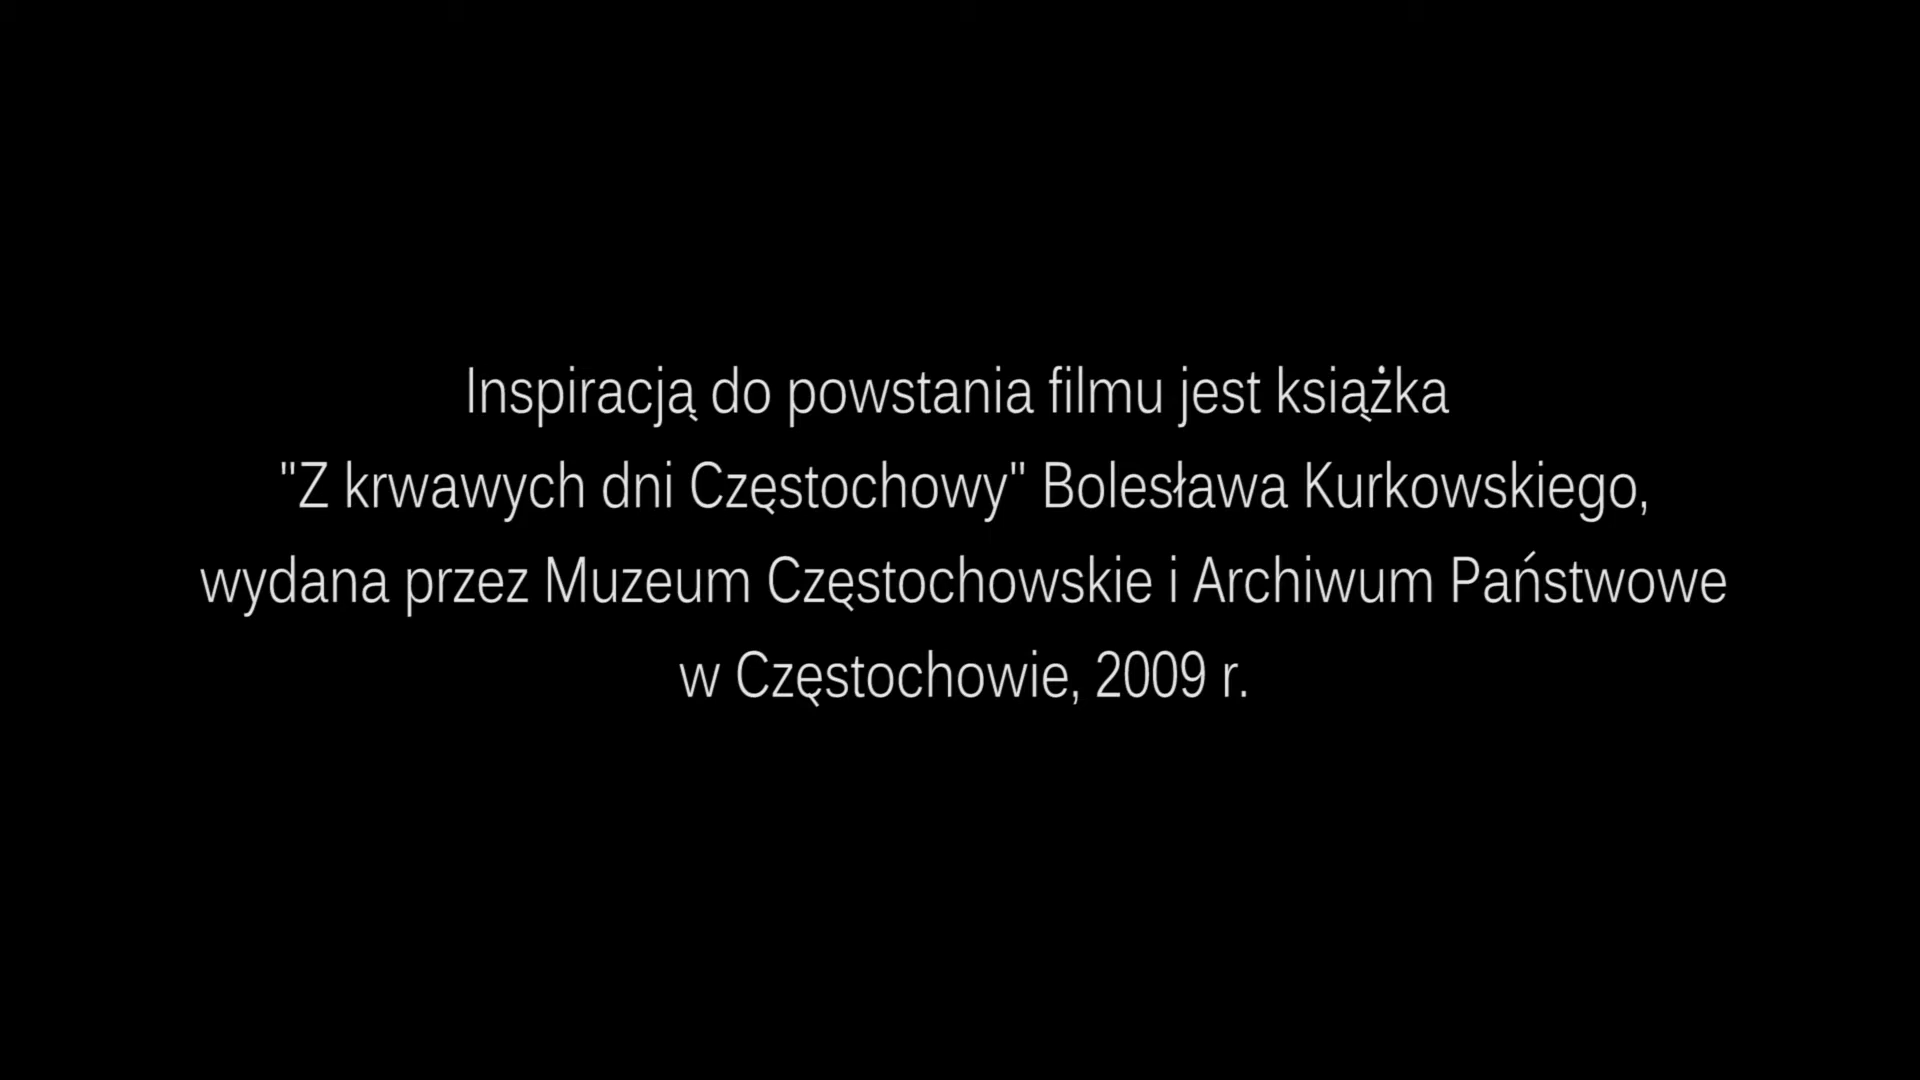 Inspiracją do powstania filmu jest książka
"Z krwawych dni Częstochowy" Bolesława Kurkowskiego,
wydana przez Muzeum Częstochowskie i Archiwum Państwowe
w Częstochowie, 2009 r.